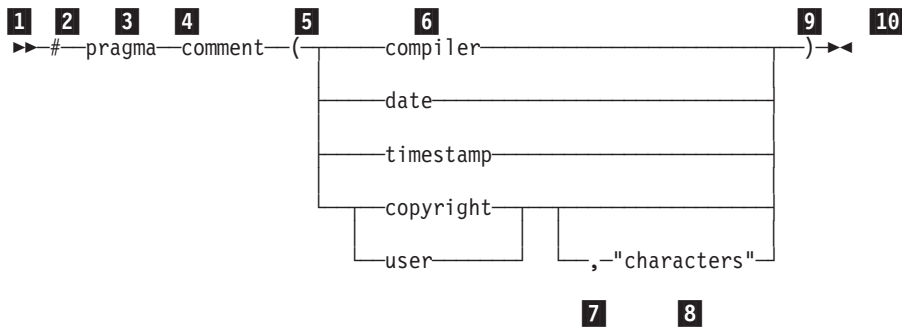 1 2 3 4 5 6 9 10
# pragma comment ( compiler )
date
timestamp
copyright
user , "characters"
7 8